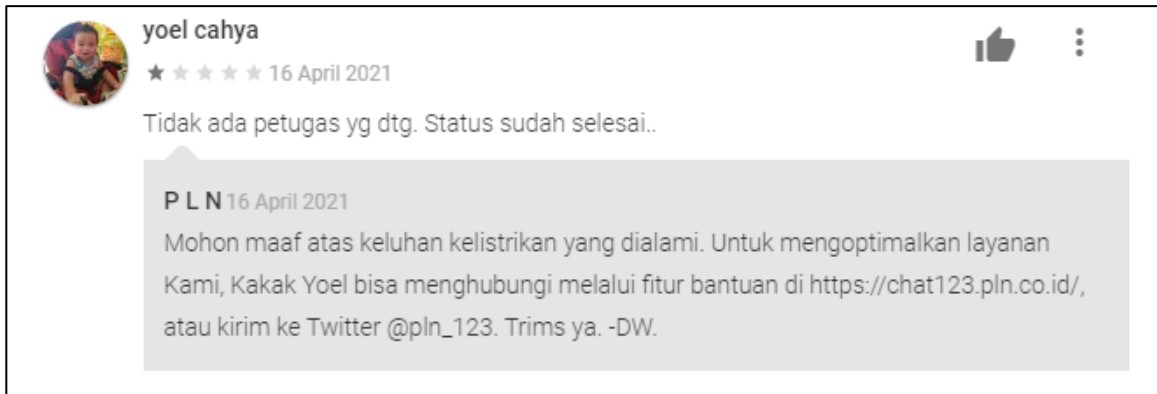 yoel cahya
16 April 2021
Tidak ada petugas yg dtg. Status sudah selesai..
P L N 16 April 2021
Mohon maaf atas keluhan kelistrikan yang dialami. Untuk mengoptimalkan layanan
Kami, Kakak Yoel bisa menghubungi melalui fitur bantuan di https://chat123.pln.co.id/,
atau kirim ke Twitter @pln_123. Trims ya. -DW.